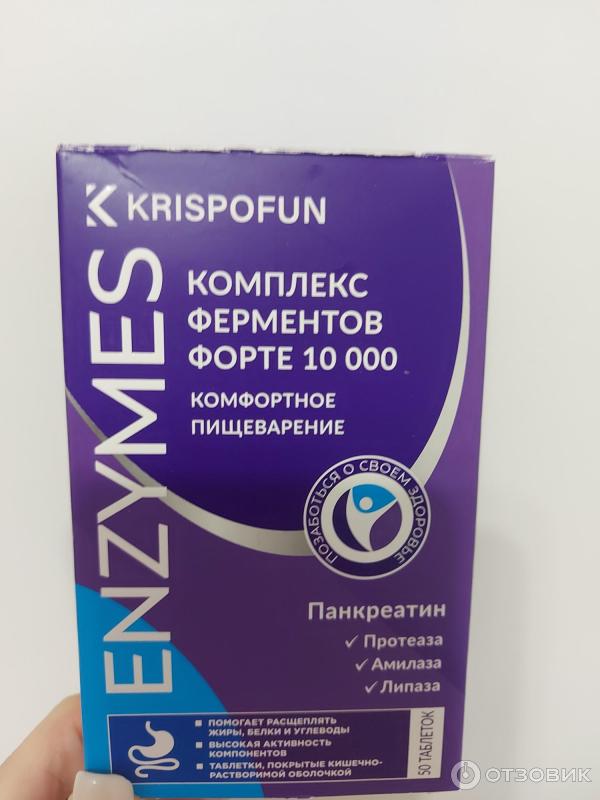 KRISPOFUN
ENZYMES
КОМПЛЕКС
ФЕРМЕНТОВ
ФОРТЕ 10 000
КОМФОРТНОЕ
ПИЩЕВАРЕНИЕ
ПОЗАБОТЬСЯ О СВОЕМ ЗДОРОВЬЕ
Панкреатин
✓ Протеаза
✓ Амилаза
✓ Липаза
ПОМОГАЕТ РАСЩЕПЛЯТЬ
ЖИРЫ, БЕЛКИ И УГЛЕВОДЫ
ВЫСОКАЯ АКТИВНОСТЬ
КОМПОНЕНТОВ
ТАБЛЕТКИ, ПОКРЫТЫЕ КИШЕЧНО-
РАСТВОРИМОЙ ОБОЛОЧКОЙ
50 ТАБЛЕТОК
ОТЗОВИК